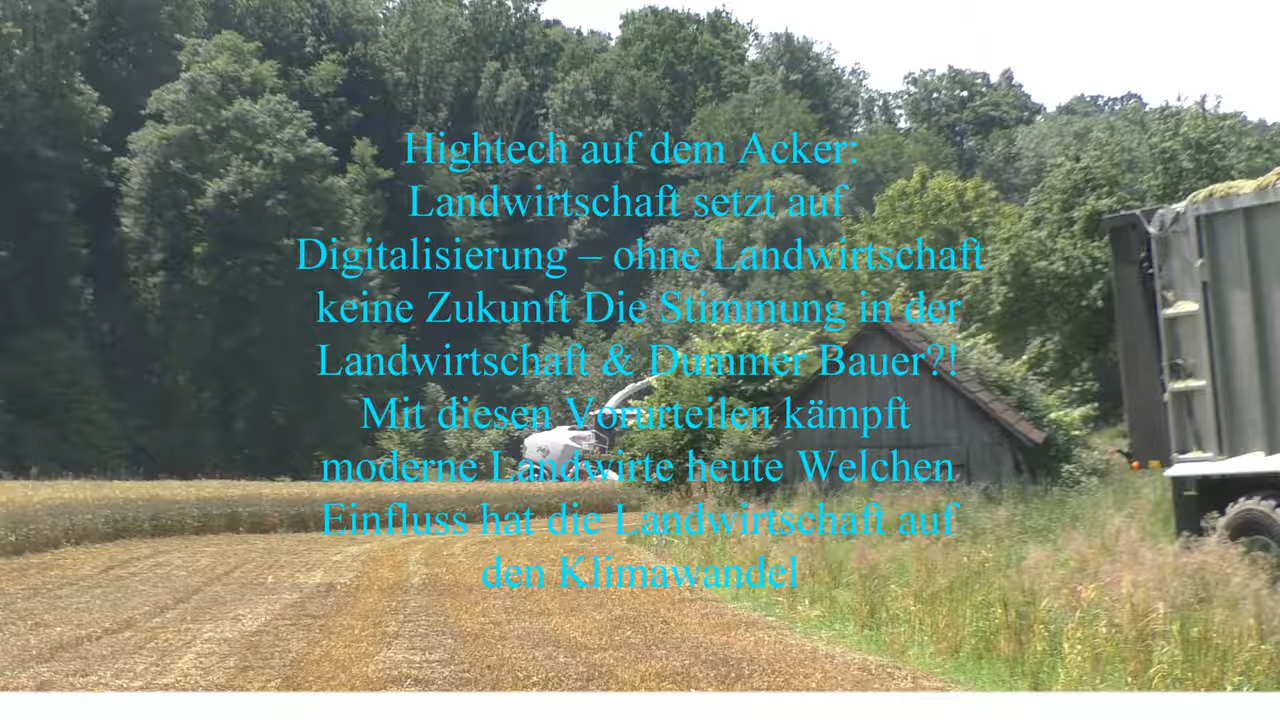 Hightech auf dem Acker:
Landwirtschaft setzt auf
Digitalisierung – ohne Landwirtschaft
keine Zukunft Die Stimmung in der
Landwirtschaft & Dummer Bauer?!
Mit diesen Vorurteilen kämpft
moderne Landwirte heute Welchen
Einfluss hat die Landwirtschaft auf
den Klimawandel